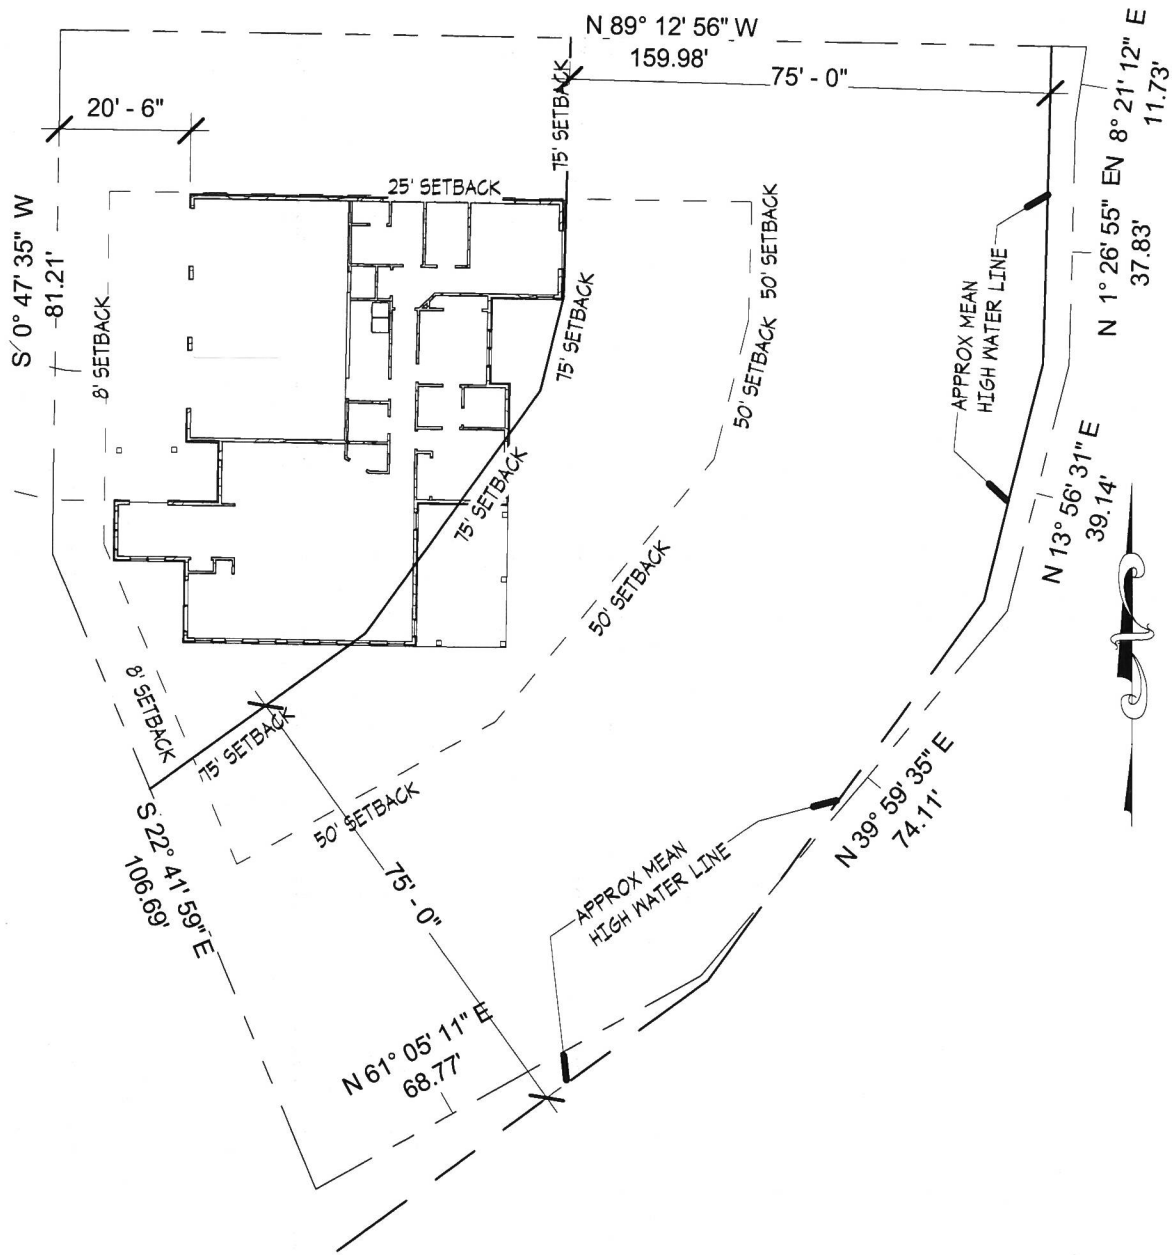 N 89° 12' 56" W
159.98'
75' - 0"
20' - 6"
N 8° 21' 12" E
11.73'
75' SETBACK
25' SETBACK
50' SETBACK
S 0° 47' 35" W
81.21'
8' SETBACK
N 1° 26' 55" E
37.83'
APPROX MEAN
HIGH WATER LINE
75' SETBACK
50' SETBACK
N 13° 56' 31" E
39.14'
75' SETBACK
50' SETBACK
8' SETBACK
75' SETBACK
50' SETBACK
N 39° 59' 35" E
74.11'
S 22° 41' 59" E
106.69'
75' - 0"
APPROX MEAN
HIGH WATER LINE
N 61° 05' 11" E
68.77'